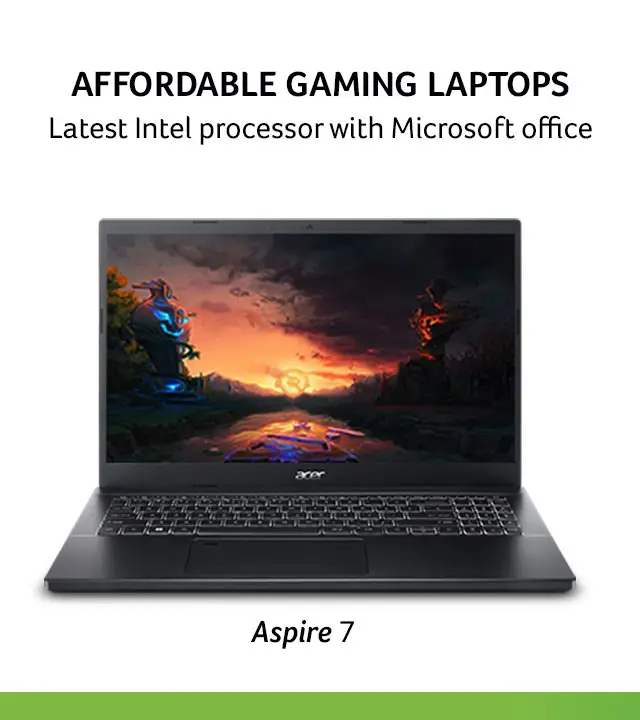 AFFORDABLE GAMING LAPTOPS
Latest Intel processor with Microsoft office
acer
Aspire 7